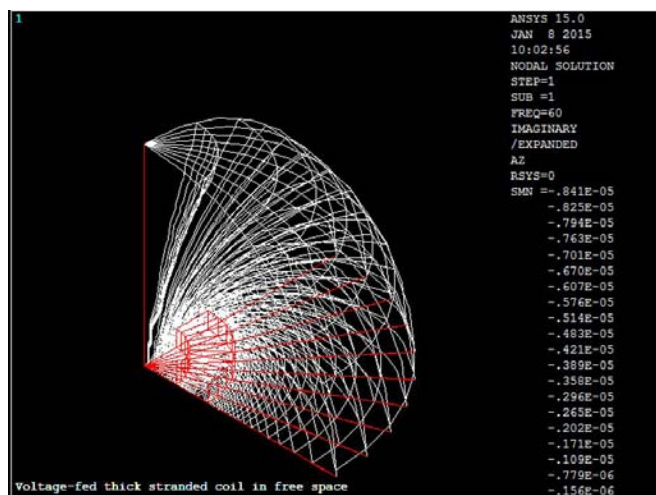 1
ANSYS 15.0
JAN 8 2015
10:02:56
NODAL SOLUTION
STEP=1
SUB =1
FREQ=60
IMAGINARY
/EXPANDED
AZ
RSYS=0
SMN =-.841E-05
-.825E-05
-.794E-05
-.763E-05
-.701E-05
-.670E-05
-.607E-05
-.576E-05
-.514E-05
-.483E-05
-.421E-05
-.389E-05
-.358E-05
-.296E-05
-.265E-05
-.202E-05
-.171E-05
-.109E-05
-.779E-06
-.156E-06
Voltage-fed thick stranded coil in free space